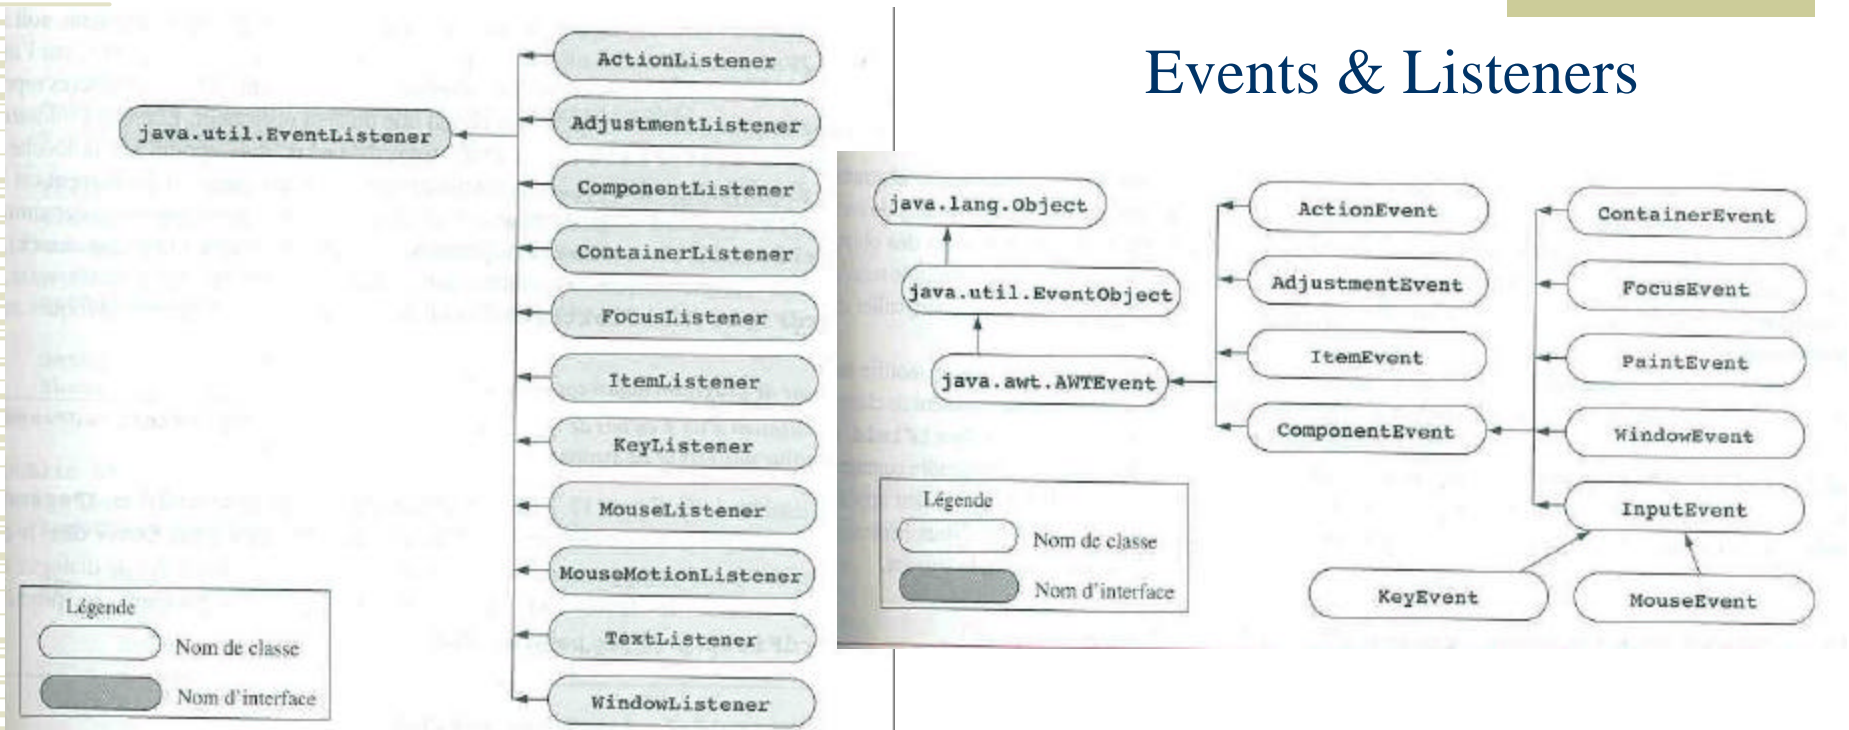 Events & Listeners
java.util.EventListener
ActionListener
AdjustmentListener
ComponentListener
ContainerListener
FocusListener
ItemListener
KeyListener
MouseListener
MouseMotionListener
TextListener
WindowListener
Légende
Nom de classe
Nom d'interface
java.lang.Object
java.util.EventObject
java.awt.AWTEvent
ActionEvent
AdjustmentEvent
ItemEvent
ComponentEvent
ContainerEvent
FocusEvent
PaintEvent
WindowEvent
InputEvent
KeyEvent
MouseEvent
Légende
Nom de classe
Nom d'interface